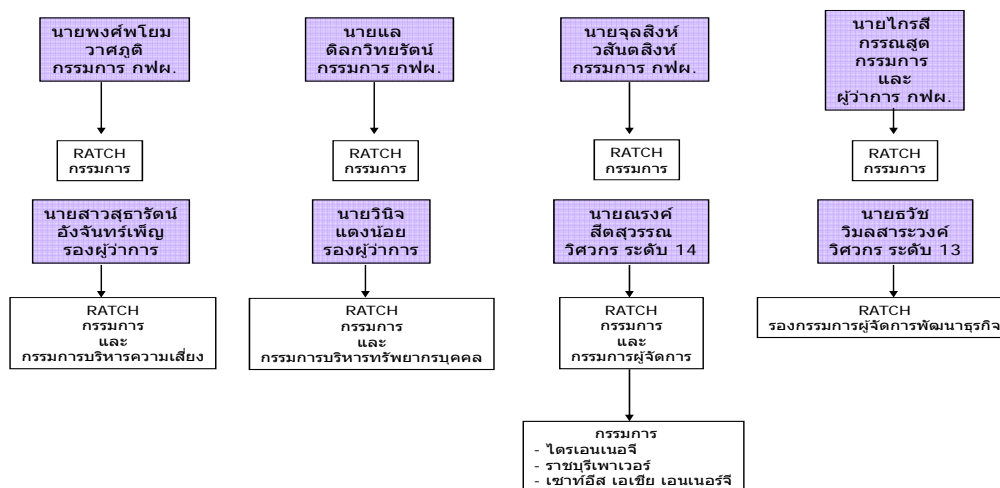 นายพงศ์พโยม
วาศภูติ
กรรมการ กฟผ.
นายแล
ดิลกวิทยรัตน์
กรรมการ กฟผ.
นายจุลสิงห์
วสันตสิงห์
กรรมการ กฟผ.
นายไกรสี
กรรณสูต
กรรมการ
และ
ผู้ว่าการ กฟผ.
RATCH
กรรมการ
RATCH
กรรมการ
RATCH
กรรมการ
RATCH
กรรมการ
นายสาวสุธารัตน์
อังจันทร์เพ็ญ
รองผู้ว่าการ
นายวินิจ
แตงน้อย
รองผู้ว่าการ
นายณรงค์
สีตสุวรรณ
วิศวกร ระดับ 14
นายธวัช
วิมลสาระวงค์
วิศวกร ระดับ 13
RATCH
กรรมการ
และ
กรรมการบริหารความเสี่ยง
RATCH
กรรมการ
และ
กรรมการบริหารทรัพยากรบุคคล
RATCH
กรรมการ
และ
กรรมการผู้จัดการ
RATCH
รองกรรมการผู้จัดการพัฒนาธุรกิจ
กรรมการ
- ไตรเอนเนอจี
- ราชบุรีเพาเวอร์
- เซาท์อีส เอเชีย เอนเนอร์จี